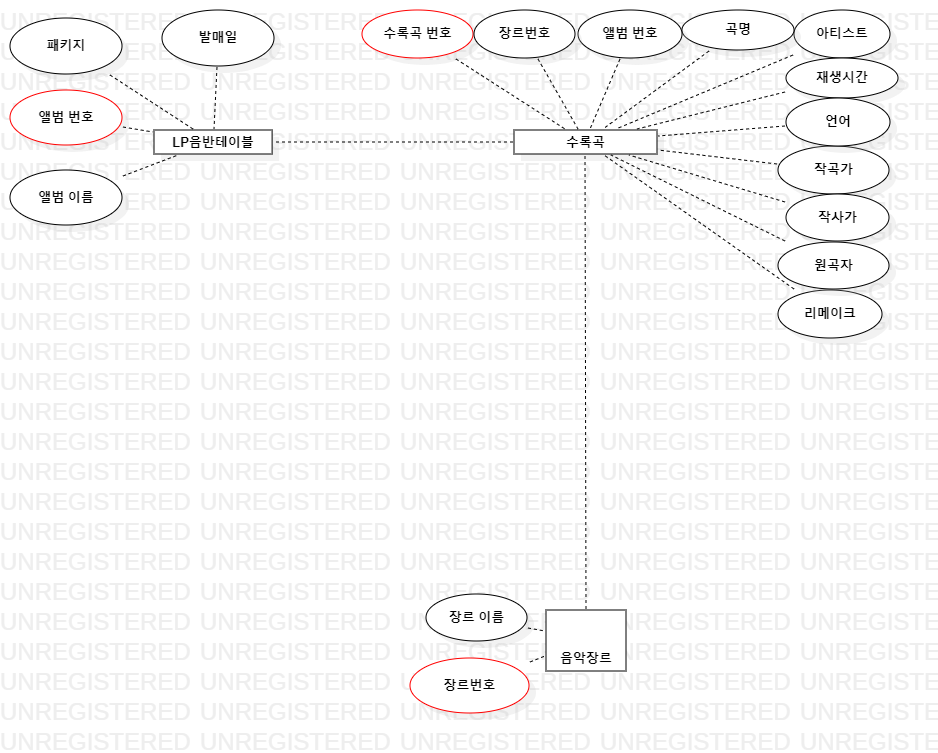 패키지
발매일
앨범 번호
LP음반테이블
앨범 이름
수록곡 번호
장르번호
앨범 번호
곡명
아티스트
재생시간
언어
수록곡
작곡가
작사가
원곡자
리메이크
장르 이름
음악장르
장르번호
UNREGISTERED UNREGISTERED UNREGISTERED UNREGISTERED UNREGISTE